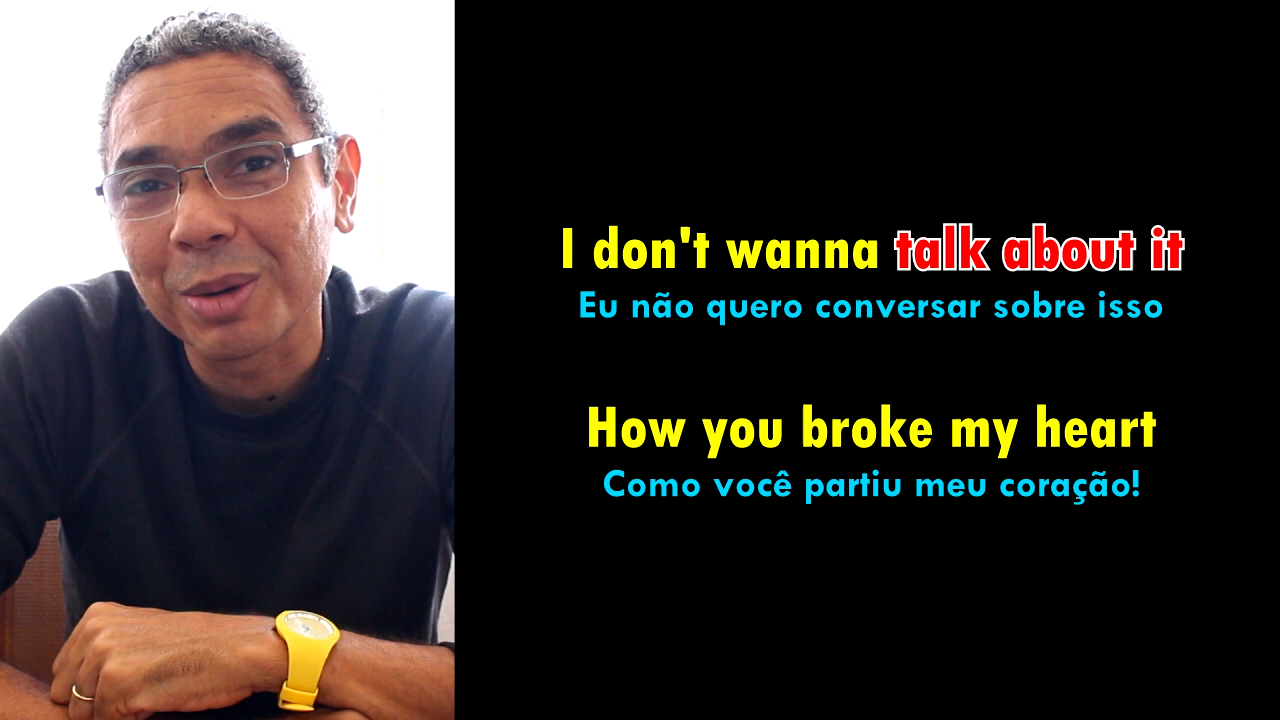 I don't wanna talk about it
Eu não quero conversar sobre isso
How you broke my heart
Como você partiu meu coração!